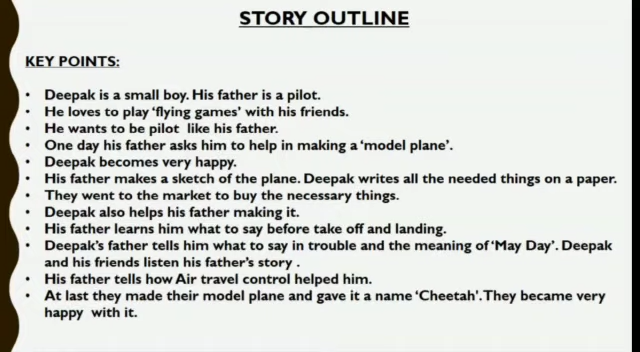 STORY OUTLINE
KEY POINTS:
• Deepak is a small boy. His father is a pilot.
• He loves to play 'flying games' with his friends.
• He wants to be pilot like his father.
• One day his father asks him to help in making a 'model plane'.
• Deepak becomes very happy.
• His father makes a sketch of the plane. Deepak writes all the needed things on a paper.
• They went to the market to buy the necessary things.
• Deepak also helps his father making it.
• His father learns him what to say before take off and landing.
• Deepak's father tells him what to say in trouble and the meaning of 'May Day'. Deepak
and his friends listen his father's story .
• His father tells how Air travel control helped him.
• At last they made their model plane and gave it a name 'Cheetah'. They became very
happy with it.